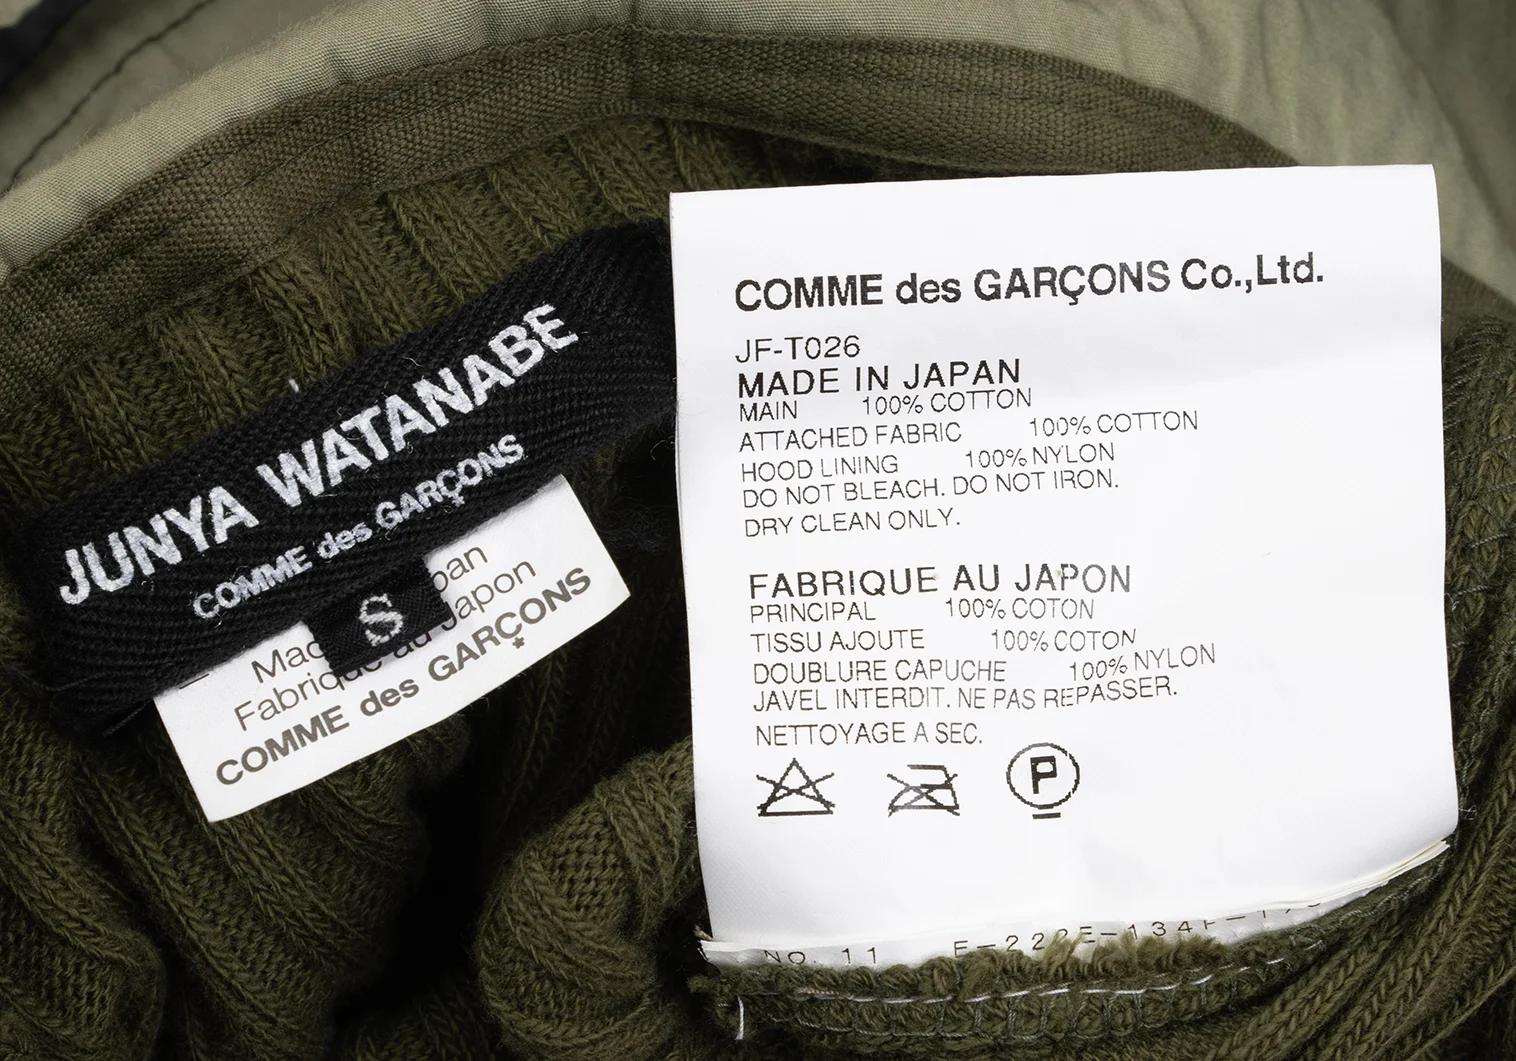 JUNYA WATANABE
COMME des GARÇONS
S
Japon
COMME des GARÇONS
COMME des GARÇONS Co.,Ltd.
JF-T026
MADE IN JAPAN
MAIN 100% COTTON
ATTACHED FABRIC 100% COTTON
HOOD LINING 100% NYLON
DO NOT BLEACH. DO NOT IRON.
DRY CLEAN ONLY.
FABRIQUE AU JAPON
PRINCIPAL 100% COTON
TISSU AJOUTE 100% COTON
DOUBLURE CAPUCHE 100% NYLON
JAVEL INTERDIT. NE PAS REPASSER.
NETTOYAGE A SEC.
P
NO. 11